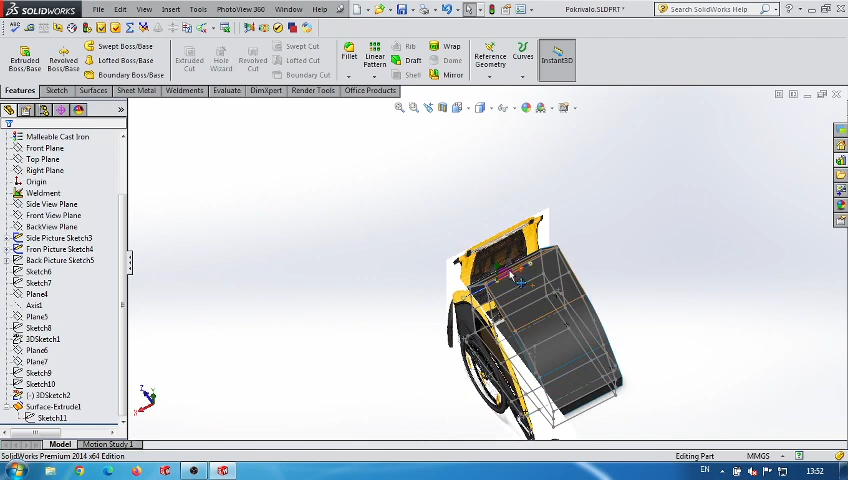 SOLIDWORKS File Edit View Insert Tools PhotoView 360 Window Help Pokrivalo.SLDPRT * Search SolidWorks Help
Extruded Boss/Base
Revolved Boss/Base
Swept Boss/Base
Lofted Boss/Base
Boundary Boss/Base
Extruded Cut
Hole Wizard
Revolved Cut
Swept Cut
Lofted Cut
Boundary Cut
Fillet
Linear Pattern
Rib
Draft
Shell
Wrap
Dome
Mirror
Reference Geometry
Curves
Instant3D
Features Sketch Surfaces Weldments Evaluate DimXpert Render Tools Office Products
Malleable Cast Iron
Front Plane
Top Plane
Right Plane
Origin
Weldment
Side View Plane
Front View Plane
BackView Plane
Side Picture Sketch3
Fron Picture Sketch4
Back Picture Sketch5
Sketch6
Sketch7
Plane4
Axis1
Plane5
Sketch8
3DSketch1
Plane6
Plane7
Sketch9
Sketch10
(-) 3DSketch2
Surface-Extrude1
Sketch11
Y
Z
X
Model Motion Study 1
SolidWorks Premium 2014 x64 Edition Editing Part MMGS
EN 13:52